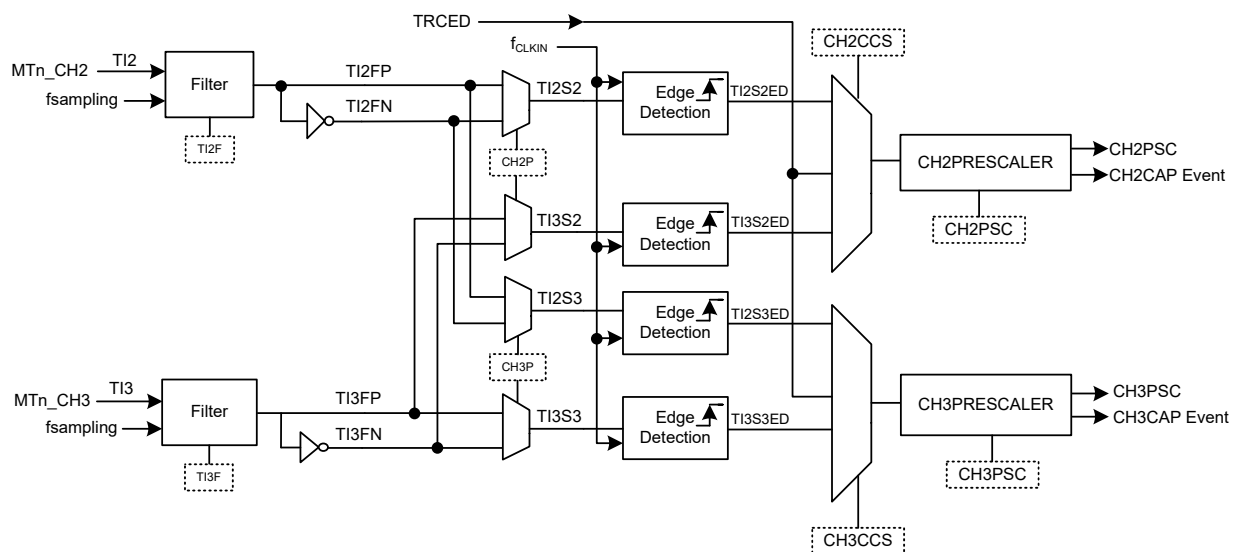 TRCED
fCLKIN
CH2CCS
TI2
MTn_CH2
fsampling
Filter
TI2F
TI2FP
TI2FN
CH2P
TI2S2
Edge
Detection
TI2S2ED
CH2PRESCALER
CH2PSC
CH2CAP Event
CH2PSC
TI3S2
Edge
Detection
TI3S2ED
TI2S3
Edge
Detection
TI2S3ED
CH3P
TI3
MTn_CH3
fsampling
Filter
TI3F
TI3FP
TI3FN
TI3S3
Edge
Detection
TI3S3ED
CH3PRESCALER
CH3PSC
CH3CAP Event
CH3PSC
CH3CCS